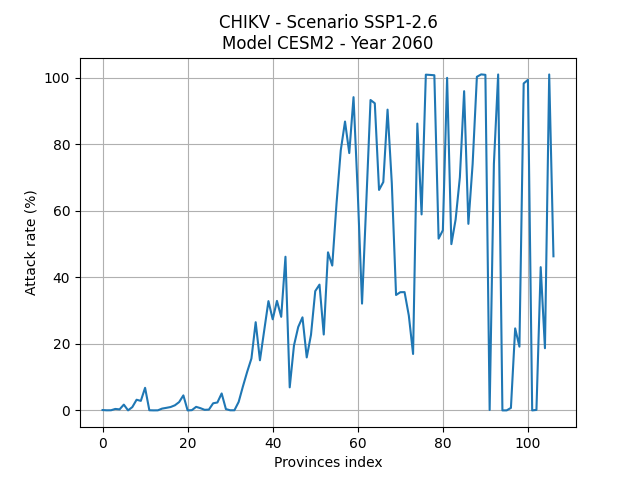 CHIKV - Scenario SSP1-2.6
Model CESM2 - Year 2060
100
80
60
40
20
0
Attack rate (%)
0 20 40 60 80 100
Provinces index